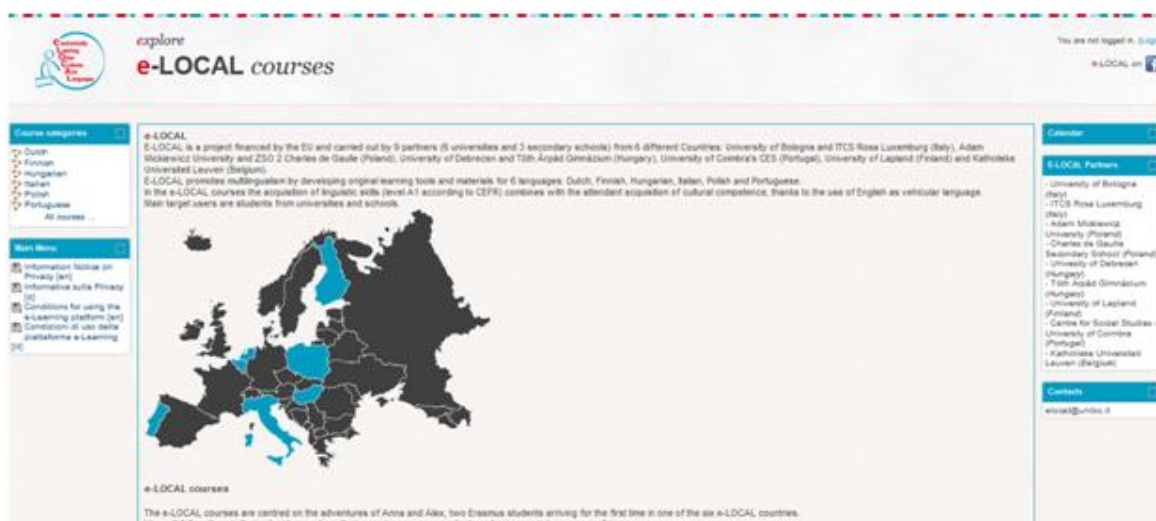 explore
e-LOCAL courses
You are not logged in.
e-LOCAL on
Course categories
Dutch
Finnish
Hungarian
Italian
Polish
Portuguese
All courses ...
Main Menu
Information Notice on
Privacy [en]
Informativa sulla Privacy
[it]
Conditions for using the
e-Learning platform [en]
Condizioni di uso della
piattaforma e-Learning
[it]
e-LOCAL
E-LOCAL is a project financed by the EU and carried out by 9 partners (6 universities and 3 secondary schools) from 6 different Countries: University of Bologna and ITCS Rosa Luxemburg (Italy), Adam
Mickiewicz University and ZSO 2 Charles de Gaulle (Poland), University of Debrecen and Tóth Árpád Gimnázium (Hungary), University of Coimbra's CES (Portugal), University of Lapland (Finland) and Katholieke
Universiteit Leuven (Belgium).
E-LOCAL promotes multilingualism by developing original learning tools and materials for 6 languages: Dutch, Finnish, Hungarian, Italian, Polish and Portuguese.
In the e-LOCAL courses the acquisition of linguistic skills (level A1 according to CEFR) combines with the attendant acquisition of cultural competence, thanks to the use of English as vehicular language.
Main target users are students from universities and schools.
e-LOCAL courses
The e-LOCAL courses are centred on the adventures of Anna and Alex, two Erasmus students arriving for the first time in one of the six e-LOCAL countries.
Calendar
E-LOCAL Partners
- University of Bologna
(Italy)
- ITCS Rosa Luxemburg
(Italy)
- Adam Mickiewicz
University (Poland)
- Charles de Gaulle
Secondary School (Poland)
- University of Debrecen
(Hungary)
- Tóth Árpád Gimnázium
(Hungary)
- University of Lapland
(Finland)
- Centre for Social Studies -
University of Coimbra
(Portugal)
- Katholieke Universiteit
Leuven (Belgium)
Contacts
elocal@unibo.it